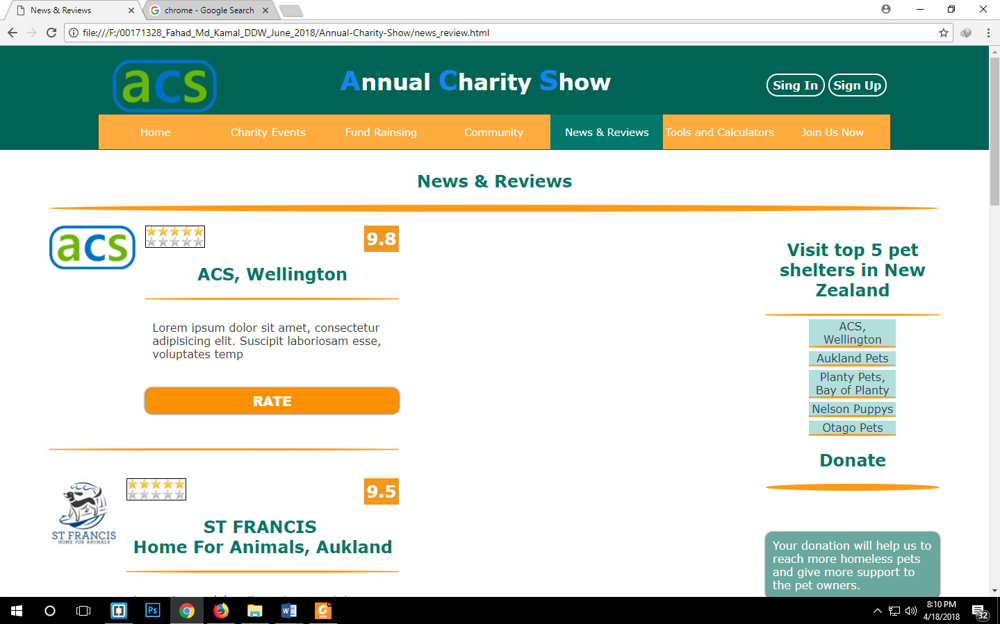 News & Reviews
chrome - Google Search
file:///F:/00171328_Fahad_Md_Kamal_DDW_June_2018/Annual-Charity-Show/news_review.html
acs
Annual Charity Show
Sing In Sign Up
Home Charity Events Fund Rainsing Community News & Reviews Tools and Calculators Join Us Now
News & Reviews
acs
9.8
ACS, Wellington
Lorem ipsum dolor sit amet, consectetur
adipisicing elit. Suscipit laboriosam esse,
voluptates temp
RATE
ST FRANCIS
HOME FOR ANIMALS
9.5
ST FRANCIS
Home For Animals, Aukland
Visit top 5 pet
shelters in New
Zealand
ACS,
Wellington
Aukland Pets
Planty Pets,
Bay of Planty
Nelson Puppys
Otago Pets
Donate
Your donation will help us to
reach more homeless pets
and give more support to
the pet owners.
Ps
PDF
8:10 PM
4/18/2018
32